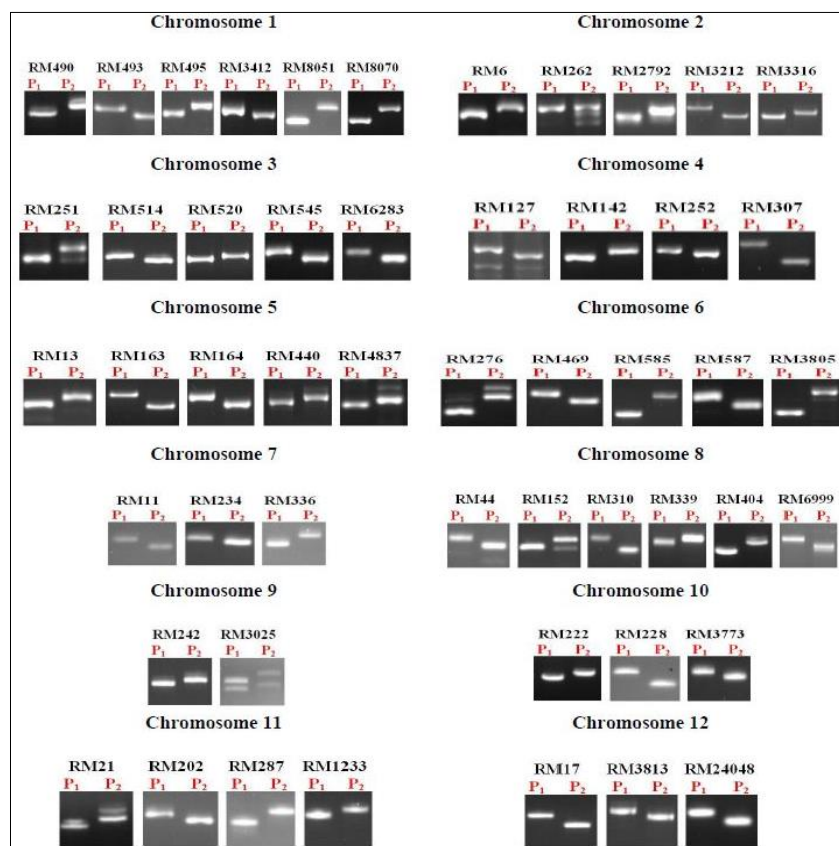 Chromosome 1 Chromosome 2
RM490 RM493 RM495 RM3412 RM8051 RM8070
P1 P2 P1 P2 P1 P2 P1 P2 P1 P2 P1 P2
RM6 RM262 RM2792 RM3212 RM3316
P1 P2 P1 P2 P1 P2 P1 P2 P1 P2
Chromosome 3 Chromosome 4
RM251 RM514 RM520 RM545 RM6283
P1 P2 P1 P2 P1 P2 P1 P2 P1 P2
RM127 RM142 RM252 RM307
P1 P2 P1 P2 P1 P2 P1 P2
Chromosome 5 Chromosome 6
RM13 RM163 RM164 RM440 RM4837
P1 P2 P1 P2 P1 P2 P1 P2 P1 P2
RM276 RM469 RM585 RM587 RM3805
P1 P2 P1 P2 P1 P2 P1 P2 P1 P2
Chromosome 7 Chromosome 8
RM11 RM234 RM336
P1 P2 P1 P2 P1 P2
RM44 RM152 RM310 RM339 RM404 RM6999
P1 P2 P1 P2 P1 P2 P1 P2 P1 P2 P1 P2
Chromosome 9 Chromosome 10
RM242 RM3025
P1 P2 P1 P2
RM222 RM228 RM3773
P1 P2 P1 P2 P1 P2
Chromosome 11 Chromosome 12
RM21 RM202 RM287 RM1233
P1 P2 P1 P2 P1 P2 P1 P2
RM17 RM3813 RM24048
P1 P2 P1 P2 P1 P2